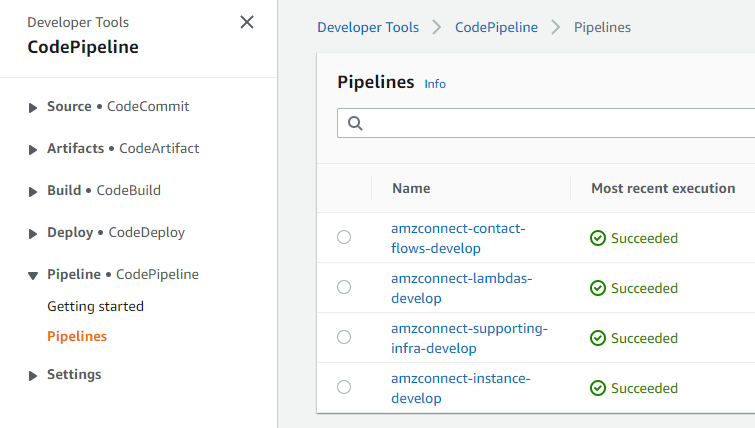 Developer Tools
CodePipeline
Source • CodeCommit
Artifacts • CodeArtifact
Build • CodeBuild
Deploy • CodeDeploy
Pipeline • CodePipeline
Getting started
Pipelines
Settings
Developer Tools > CodePipeline > Pipelines
Pipelines Info
Name Most recent execution
amzconnect-contact-
flows-develop
Succeeded
amzconnect-lambdas-
develop
Succeeded
amzconnect-supporting-
infra-develop
Succeeded
amzconnect-instance-
develop
Succeeded